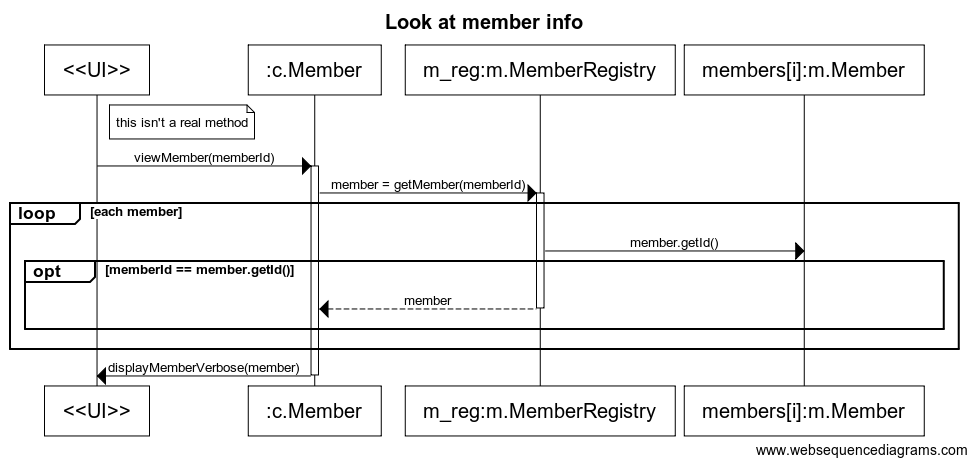 Look at member info
<<UI>>
:c.Member
m_reg:m.MemberRegistry
members[i]:m.Member
this isn't a real method
viewMember(memberId)
member = getMember(memberId)
loop
[each member]
member.getId()
opt
[memberId == member.getId()]
member
displayMemberVerbose(member)
<<UI>>
:c.Member
m_reg:m.MemberRegistry
members[i]:m.Member
www.websequencediagrams.com